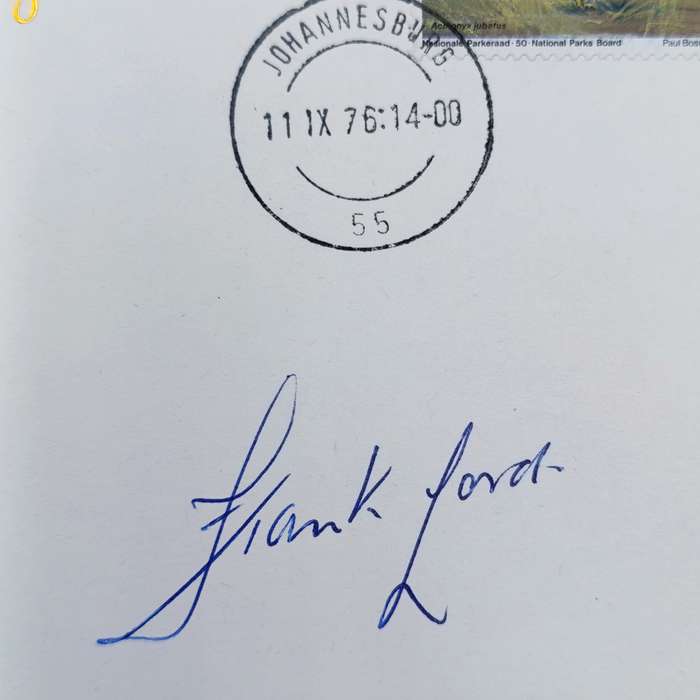 JOHANNESBURG
Acinonyx jubatus
Nasionale Parkeraad · 50 · National Parks Board
Paul Bos
11 IX 76:14-00
55
Frank Lord